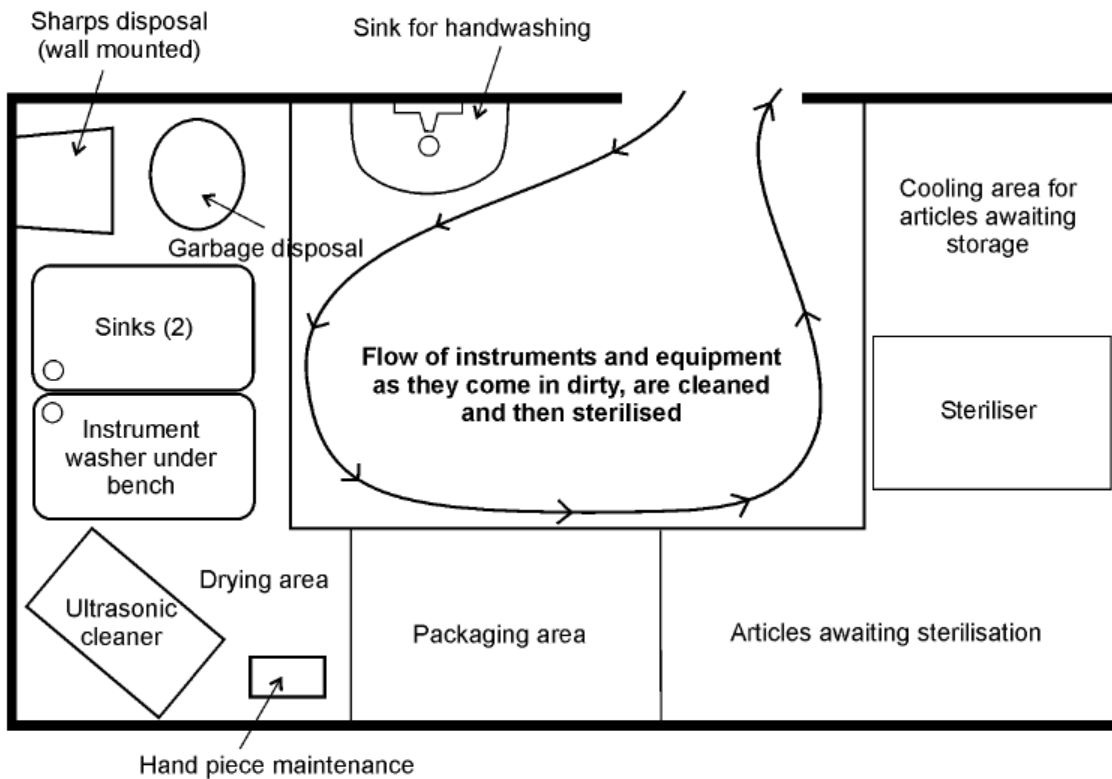 Sharps disposal
(wall mounted)
Sink for handwashing
Garbage disposal
Cooling area for
articles awaiting
storage
Sinks (2)
Flow of instruments and equipment
as they come in dirty, are cleaned
and then sterilised
Steriliser
Instrument
washer under
bench
Drying area
Ultrasonic
cleaner
Packaging area
Articles awaiting sterilisation
Hand piece maintenance